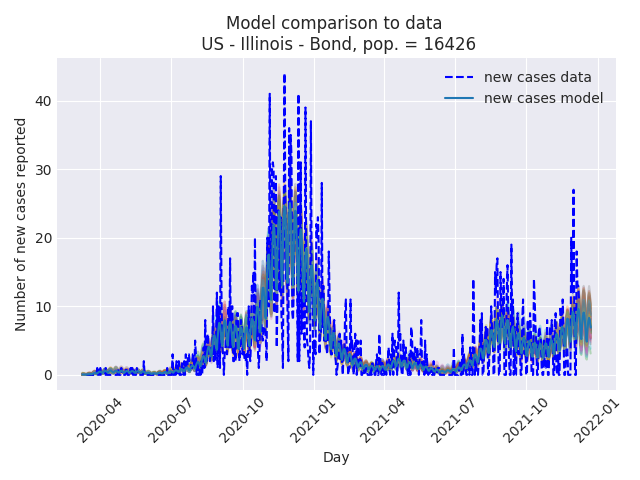 Model comparison to data
US - Illinois - Bond, pop. = 16426
new cases data
new cases model
Number of new cases reported
40
30
20
10
0
2020-04
2020-07
2020-10
2021-01
2021-04
2021-07
2021-10
2022-01
Day